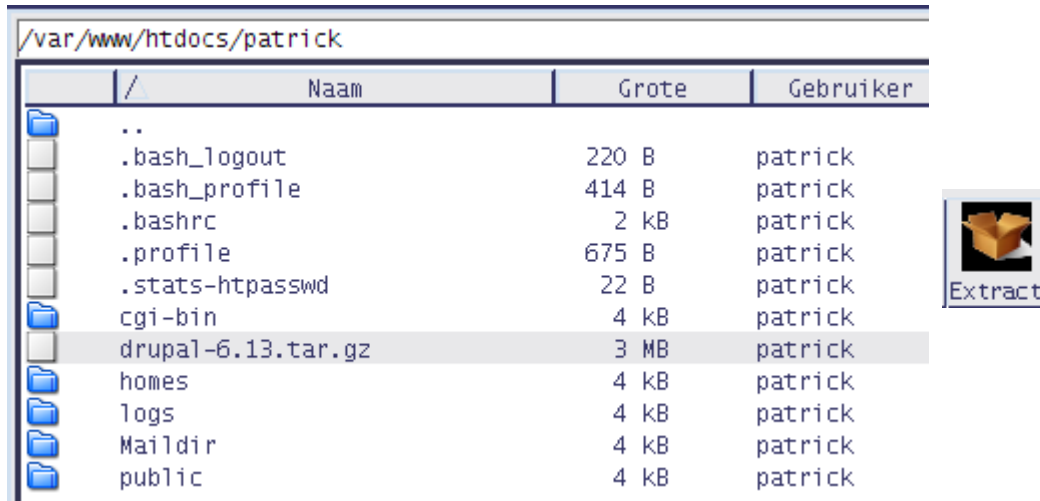 /var/www/htdocs/patrick
/ Naam Grote Gebruiker
..
.bash_logout 220 B patrick
.bash_profile 414 B patrick
.bashrc 2 kB patrick
.profile 675 B patrick
.stats-htpasswd 22 B patrick
cgi-bin 4 kB patrick
drupal-6.13.tar.gz 3 MB patrick
homes 4 kB patrick
logs 4 kB patrick
Maildir 4 kB patrick
public 4 kB patrick
Extract